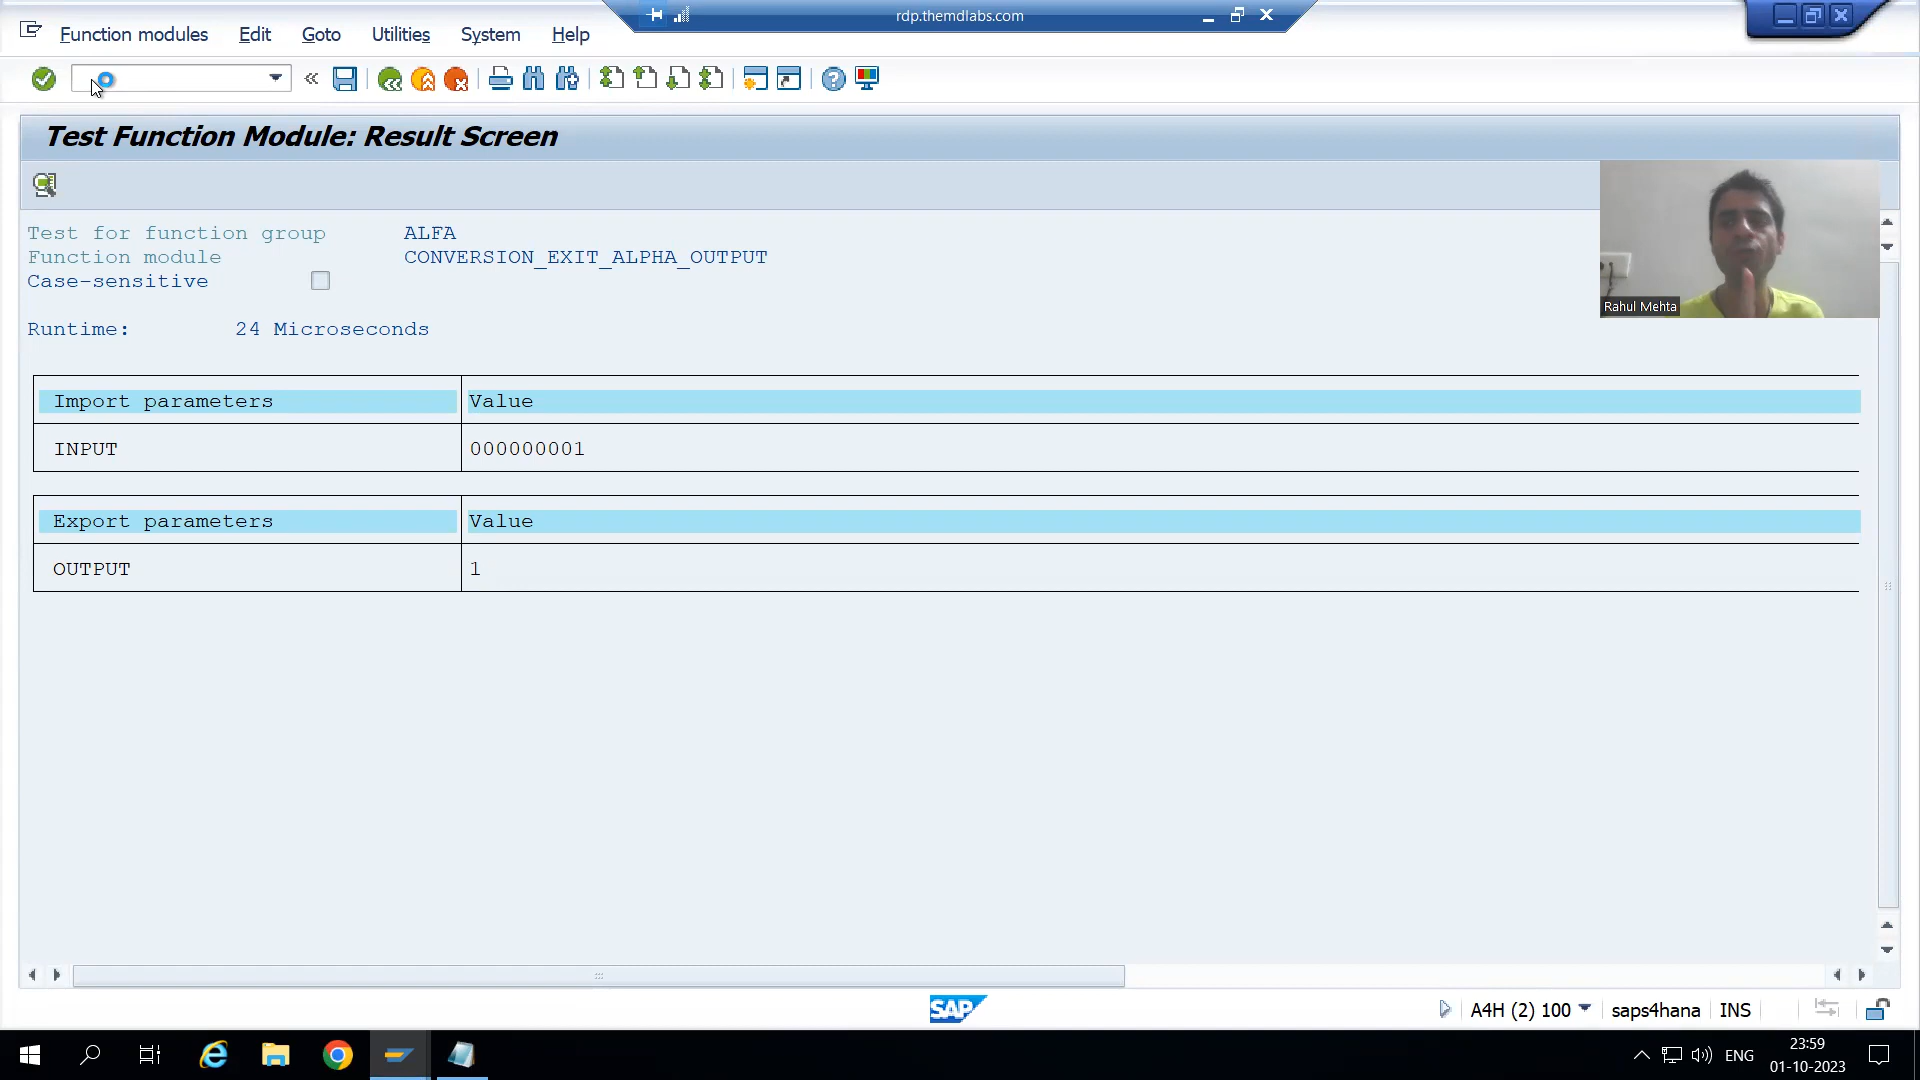 rdp.themdlabs.com
Function modules Edit Goto Utilities System Help
Test Function Module: Result Screen
Test for function group ALFA
Function module CONVERSION_EXIT_ALPHA_OUTPUT
Case-sensitive
Runtime: 24 Microseconds
Rahul Mehta
Import parameters Value
INPUT 000000001
Export parameters Value
OUTPUT 1
SAP
A4H (2) 100 saps4hana INS
ENG
23:59
01-10-2023